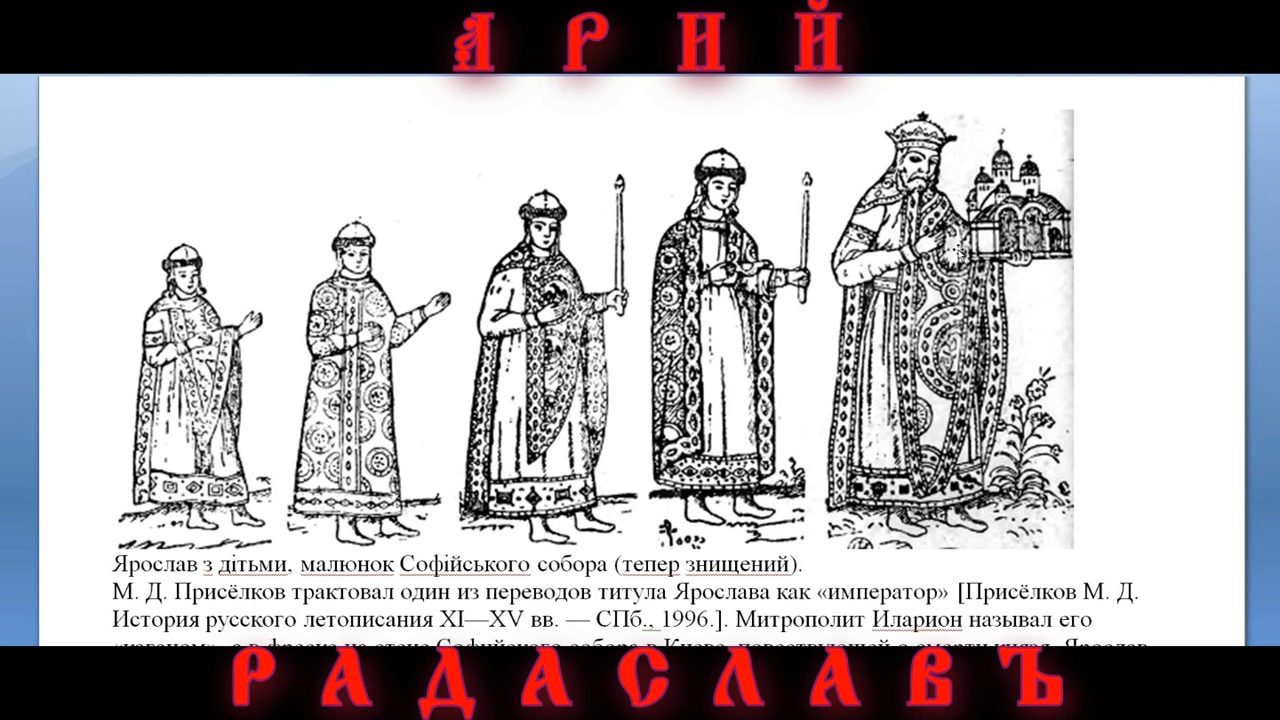 АРИЙ
Ярослав з дітьми, малюнок Софійського собора (тепер знищений).
М. Д. Присёлков трактовал один из переводов титула Ярослава как «император» [Присёлков М. Д.
История русского летописания XI—XV вв. — СПб., 1996.]. Митрополит Иларион называл его
РАДАСЛАВЪ